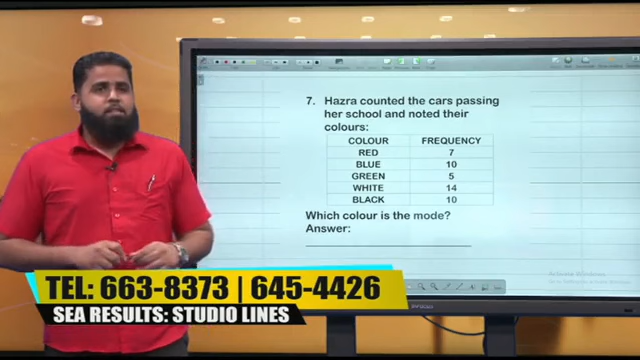 7. Hazra counted the cars passing
her school and noted their
colours:
COLOUR FREQUENCY
RED 7
BLUE 10
GREEN 5
WHITE 14
BLACK 10
Which colour is the mode?
Answer:
Activate Windows
TEL: 663-8373 | 645-4426
SEA RESULTS: STUDIO LINES